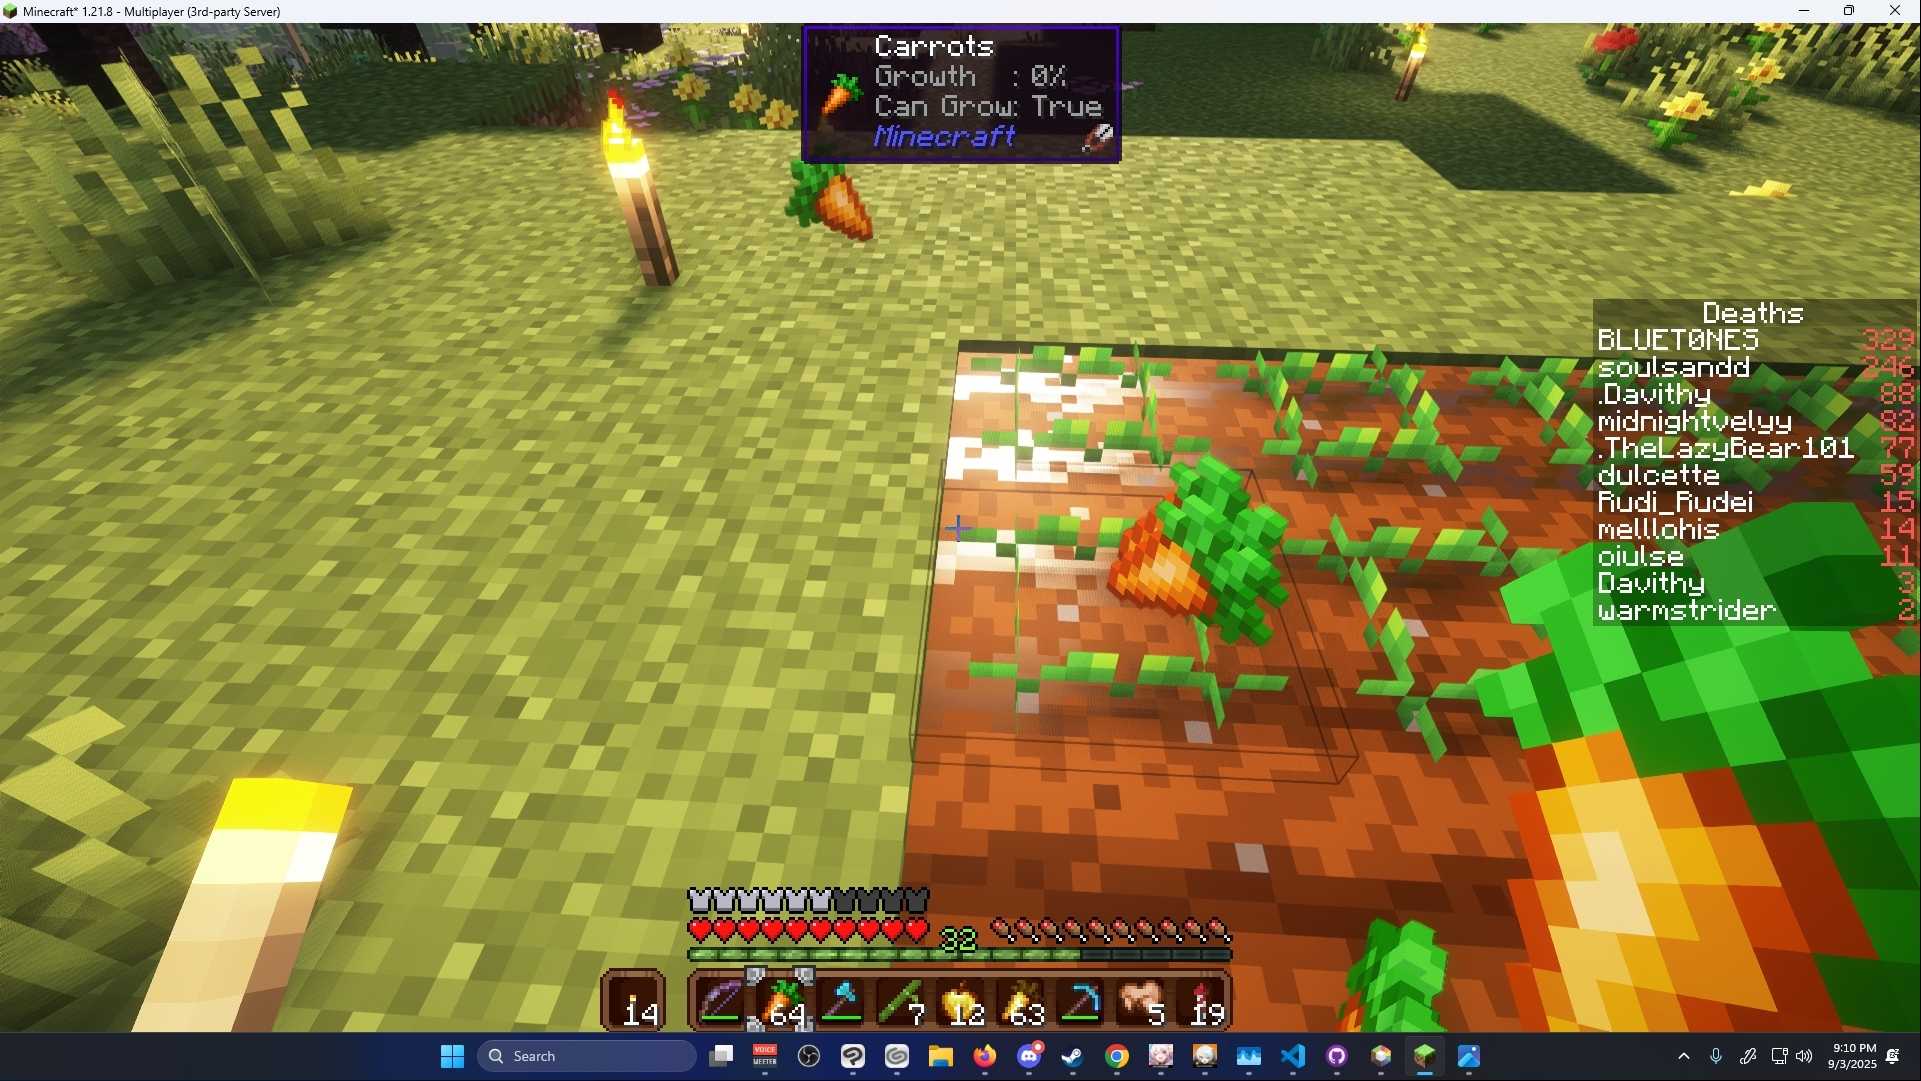 Minecraft* 1.21.8 - Multiplayer (3rd-party Server)
Carrots
Growth : 0%
Can Grow: True
Minecraft
Deaths
BLUET0NES 329
soulsandd 246
.Davithy 88
midnightvelyy 82
.TheLazyBear101 77
dulcette 59
Rudi_Rudei 15
melllohis 14
oiulse 11
Davithy 3
warmstrider 2
32
14 64 7 12 63 5 19
Search
VOICE
MEETER
9:10 PM
9/3/2025